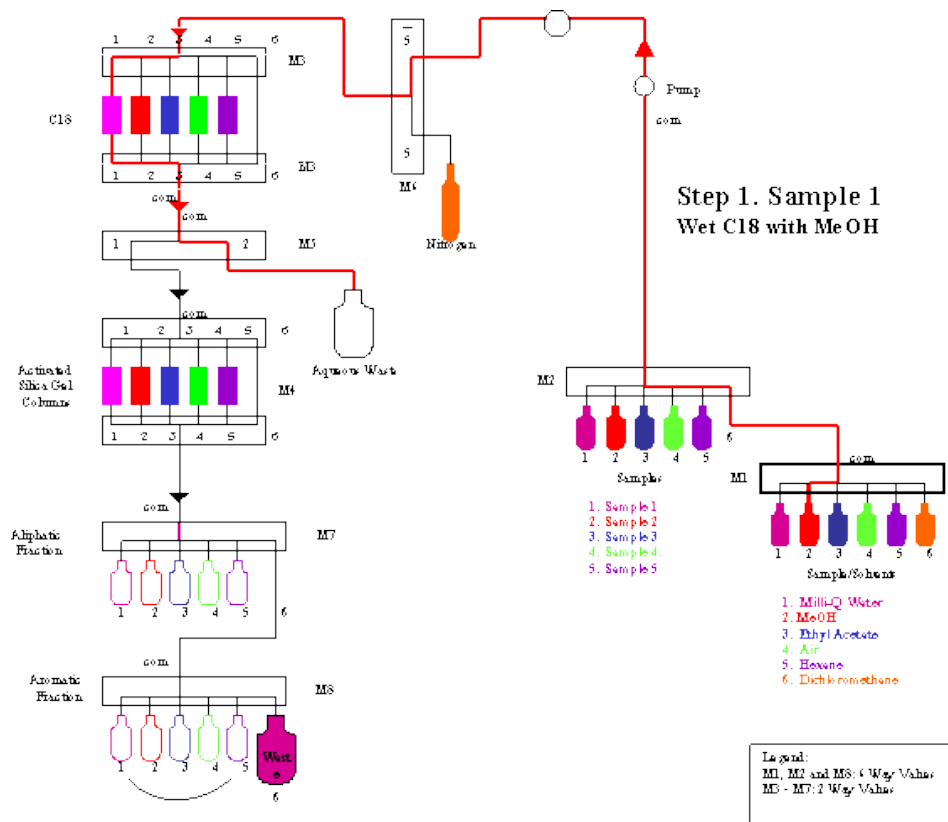 1 2 3 4 5 6
M3
C18
M3
1 2 3 4 5 6
com
com
1 2
M5
com
1 2 3 4 5 6
Activated
Silica Gel
Columns
M4
1 2 3 4 5 6
com
Aliphatic
Fraction
M7
1 2 3 4 5 6
com
Aromatic
Fraction
M8
1 2 3 4 5 6
Waste
5
5
M6
Nitrogen
Aqueous Waste
Pump
com
Step 1. Sample 1
Wet C18 with MeOH
M2
1 2 3 4 5 6
Samples
1. Sample 1
2. Sample 2
3. Sample 3
4. Sample 4.
5. Sample 5
com
M1
1 2 3 4 5 6
Sample/Solvents
1. Milli-Q Water
2. MeOH
3. Ethyl Acetate
4. Air
5. Hexane
6. Dichloromethane
Legend:
M1, M2 and M8: 6 Way Valves
M3 - M7: 2 Way Valves